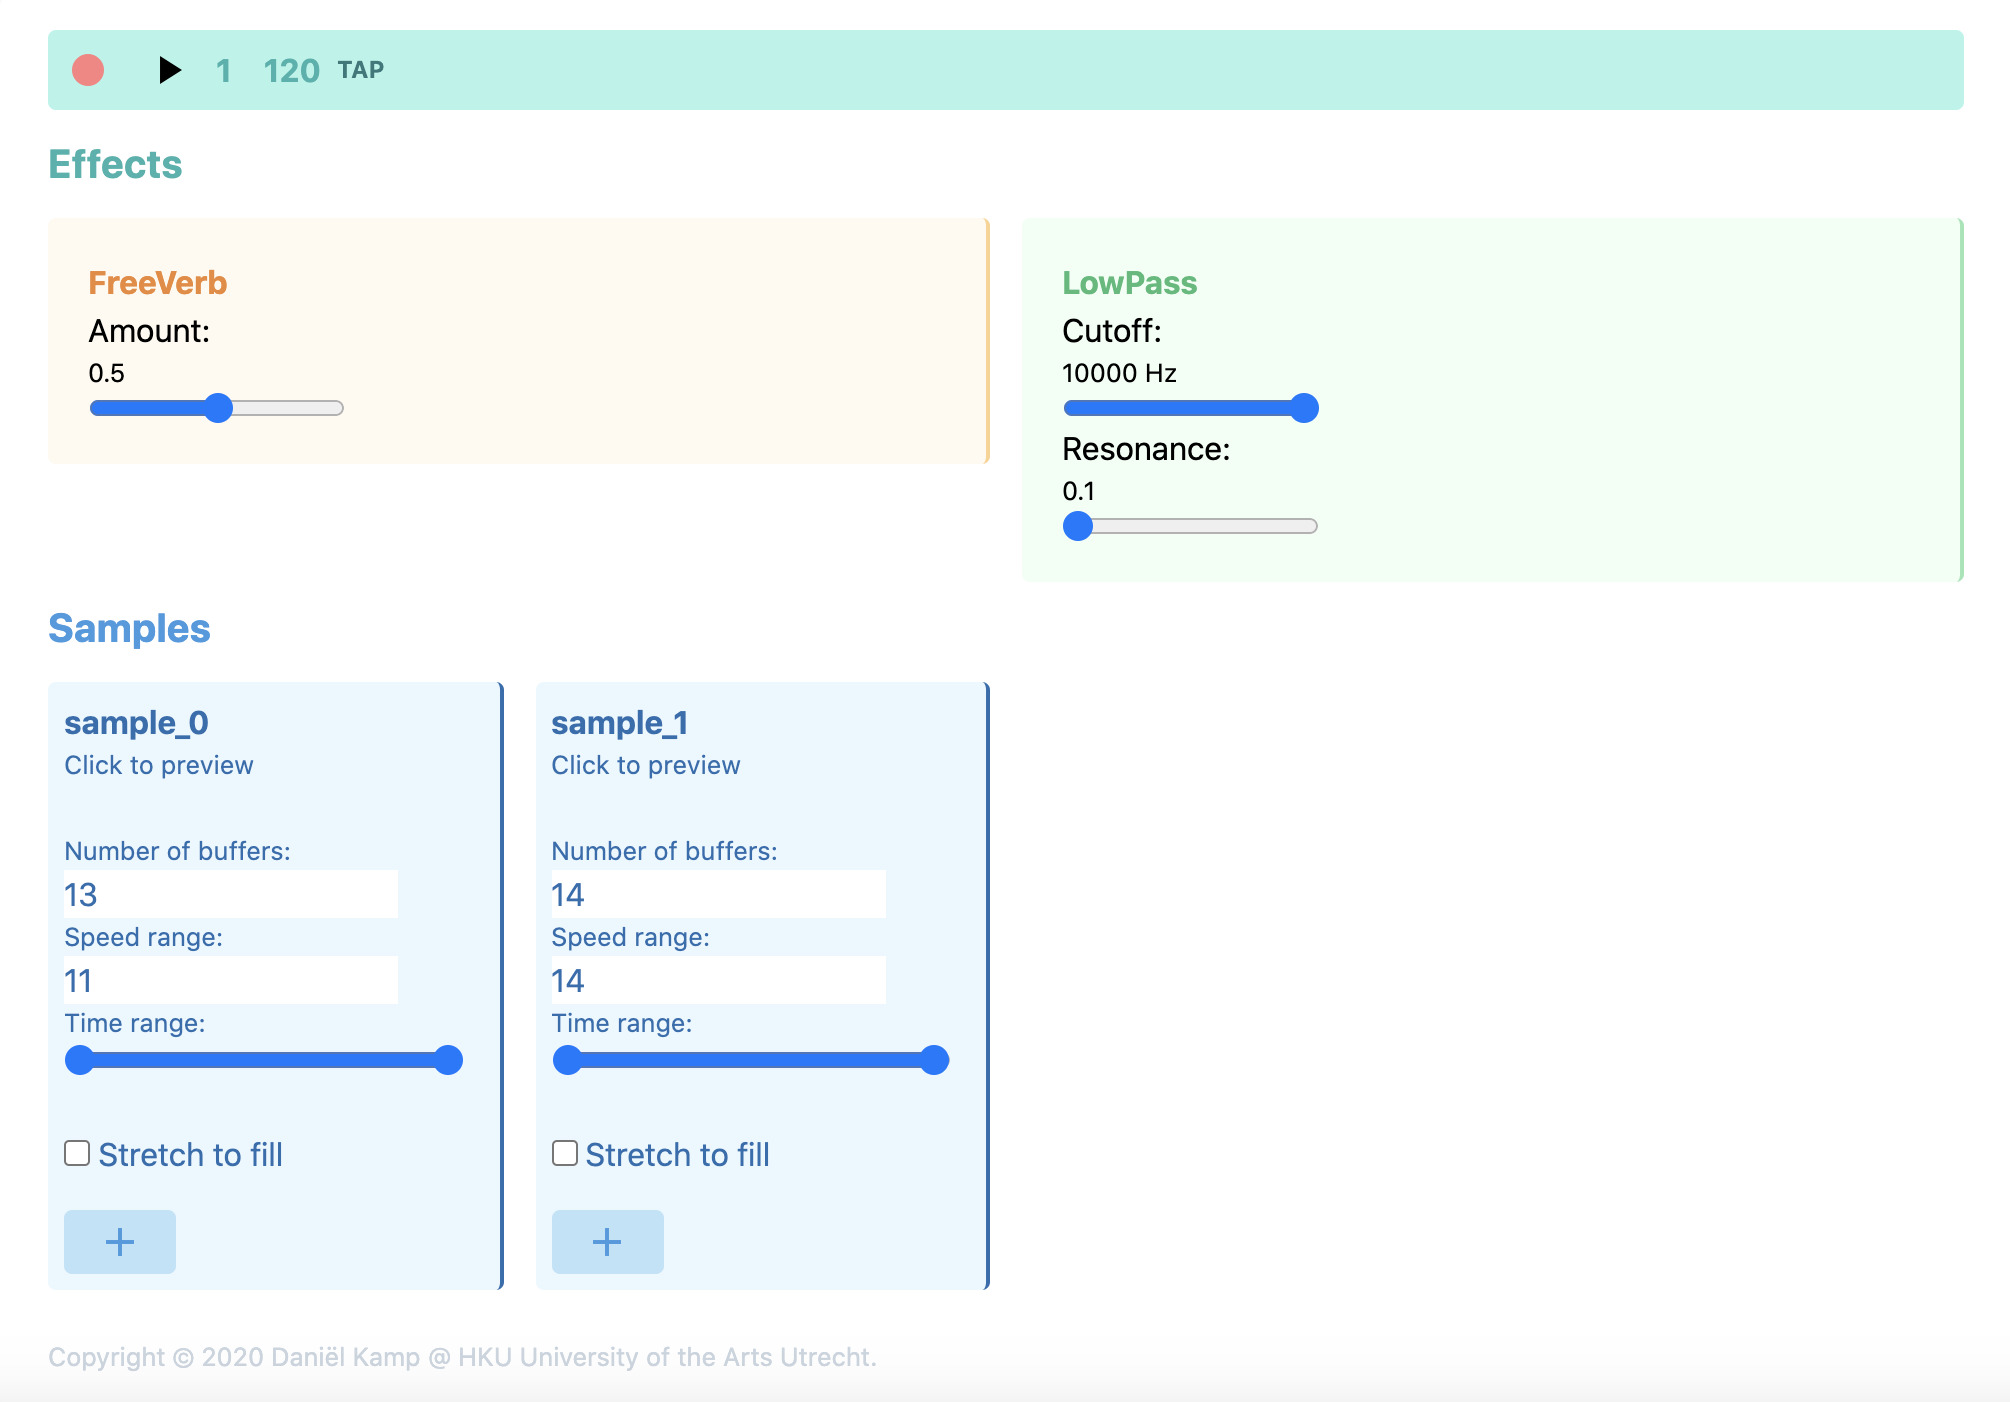 1 120 TAP
Effects
FreeVerb
Amount:
0.5
LowPass
Cutoff:
10000 Hz
Resonance:
0.1
Samples
sample_0
Click to preview
Number of buffers:
13
Speed range:
11
Time range:
Stretch to fill
+
sample_1
Click to preview
Number of buffers:
14
Speed range:
14
Time range:
Stretch to fill
+
Copyright © 2020 Daniël Kamp @ HKU University of the Arts Utrecht.